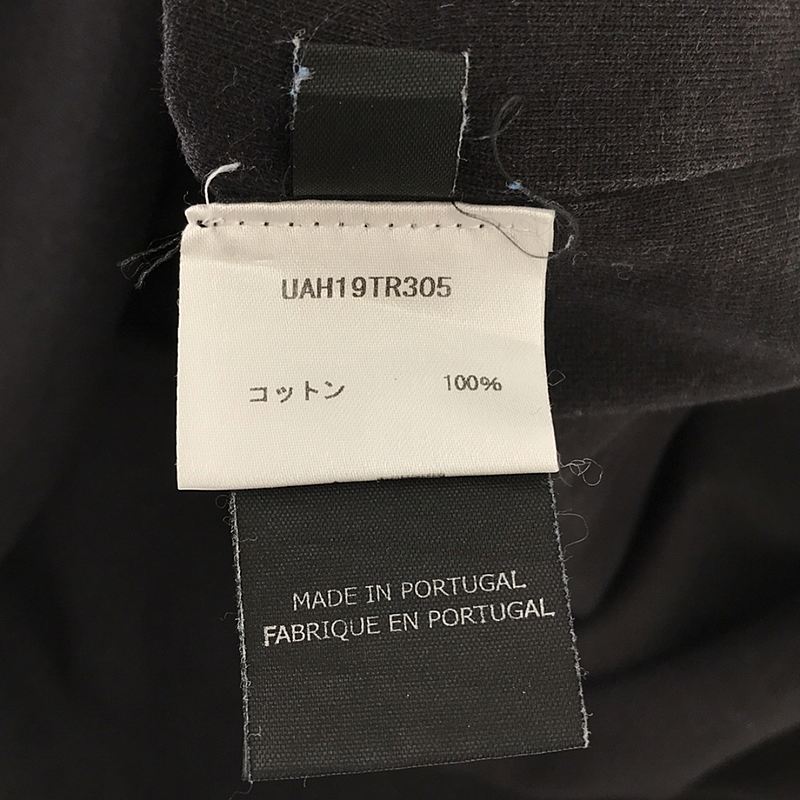 UAH19TR305
コットン 100%
MADE IN PORTUGAL
FABRIQUE EN PORTUGAL